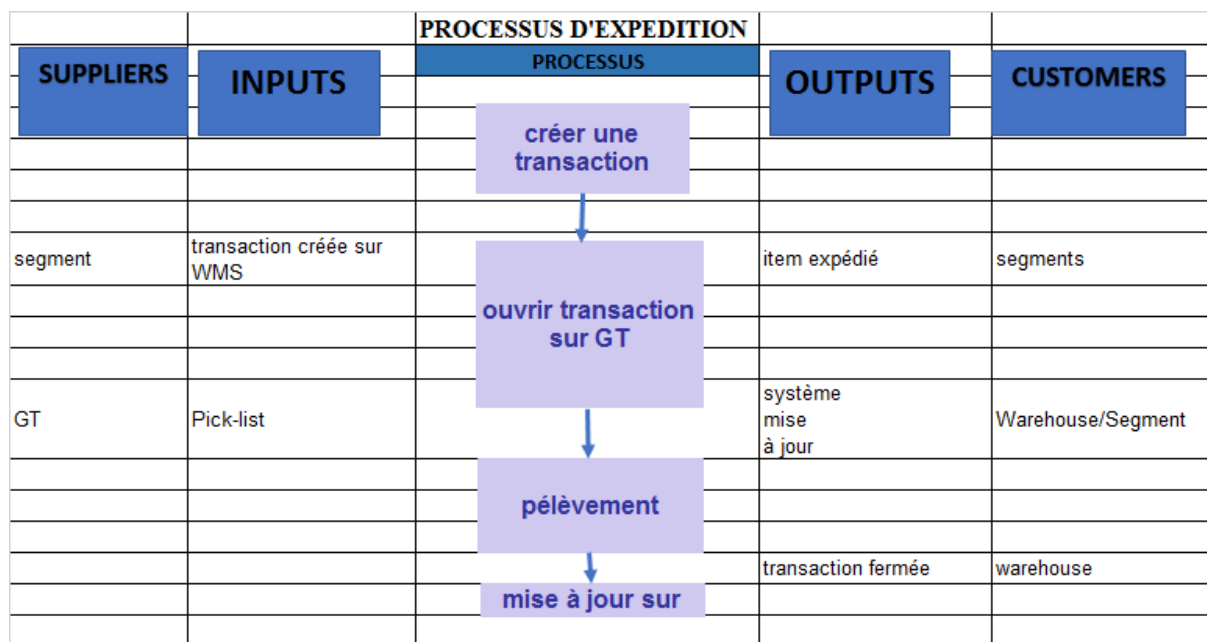 PROCESSUS D'EXPEDITION
SUPPLIERS
INPUTS
PROCESSUS
OUTPUTS
CUSTOMERS
créer une
transaction
segment
transaction créée sur
WMS
ouvrir transaction
sur GT
item expédié
segments
GT
Pick-list
système
mise
à jour
Warehouse/Segment
pélèvement
transaction fermée
warehouse
mise à jour sur